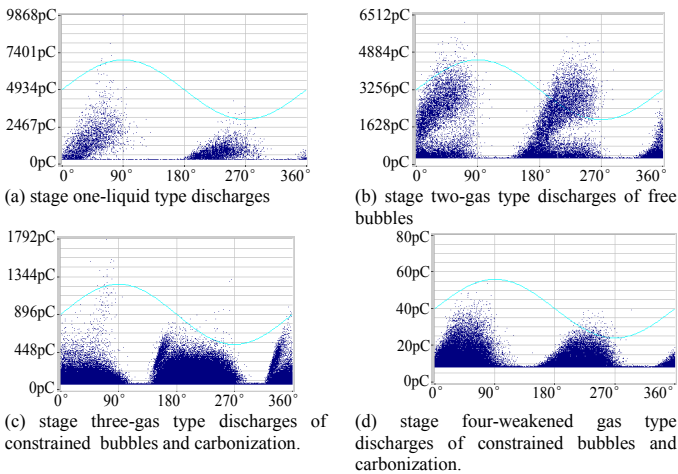 9868pC
7401pC
4934pC
2467pC
0pC
0° 90° 180° 270° 360°
(a) stage one-liquid type discharges
6512pC
4884pC
3256pC
1628pC
0pC
0° 90° 180° 270° 360°
(b) stage two-gas type discharges of free
bubbles
1792pC
1344pC
896pC
448pC
0pC
0° 90° 180° 270° 360°
(c) stage three-gas type discharges of
constrained bubbles and carbonization.
80pC
60pC
40pC
20pC
0pC
0° 90° 180° 270° 360°
(d) stage four-weakened gas type
discharges of constrained bubbles and
carbonization.